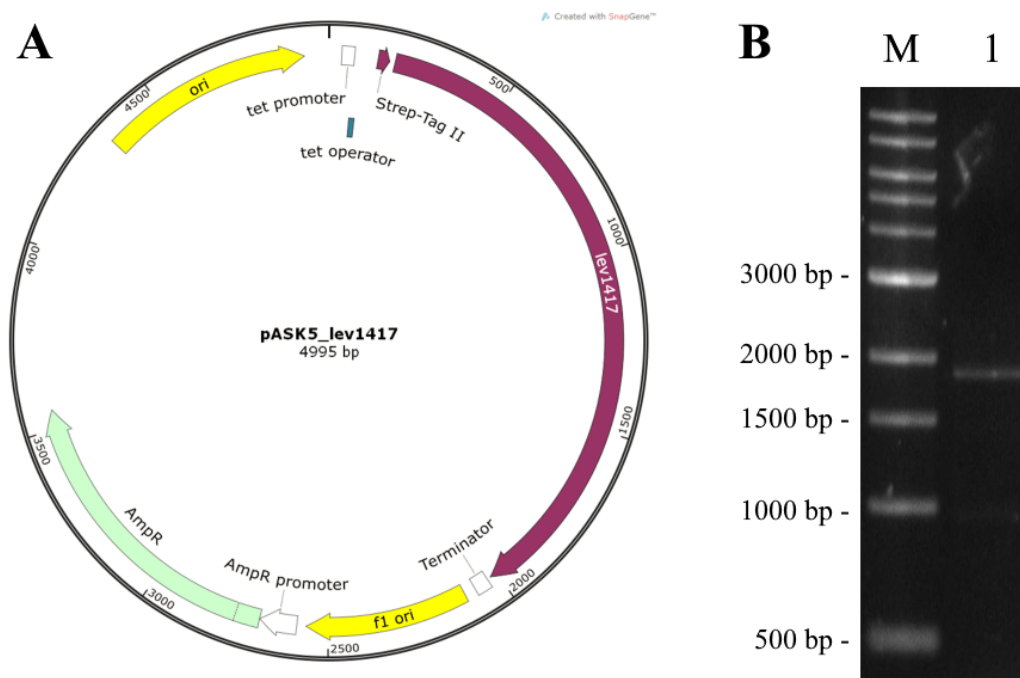 Created with SnapGene™
A
B
M 1
ori
4500
tet promoter
Strep-Tag II
500
tet operator
4000
1000
lev1417
pASK5_lev1417
4995 bp
3000 bp -
2000 bp -
1500 bp -
1000 bp -
500 bp -
3500
1500
AmpR
Terminator
AmpR promoter
2000
3000
f1 ori
2500